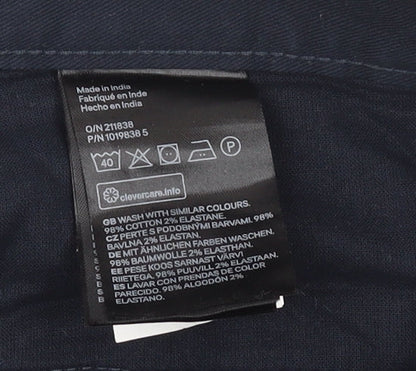 Made in India
Fabriqué en Inde
Hecho en India
O/N 211838
P/N 1019838 5
40 P
clevercare.info
GB WASH WITH SIMILAR COLOURS.
98% COTTON 2% ELASTANE.
CZ PERTE S PODOBNÝMI BARVAMI. 98%
BAVLNA 2% ELASTAN.
DE MIT ÄHNLICHEN FARBEN WASCHEN.
98% BAUMWOLLE 2% ELASTHAN.
EE PESE KOOS SARNAST VÄRVI
RIIETEGA. 98% PUUVILL 2% ELASTAAN.
ES LAVAR CON PRENDAS DE COLOR
PARECIDO. 98% ALGODÓN 2%
ELASTANO.